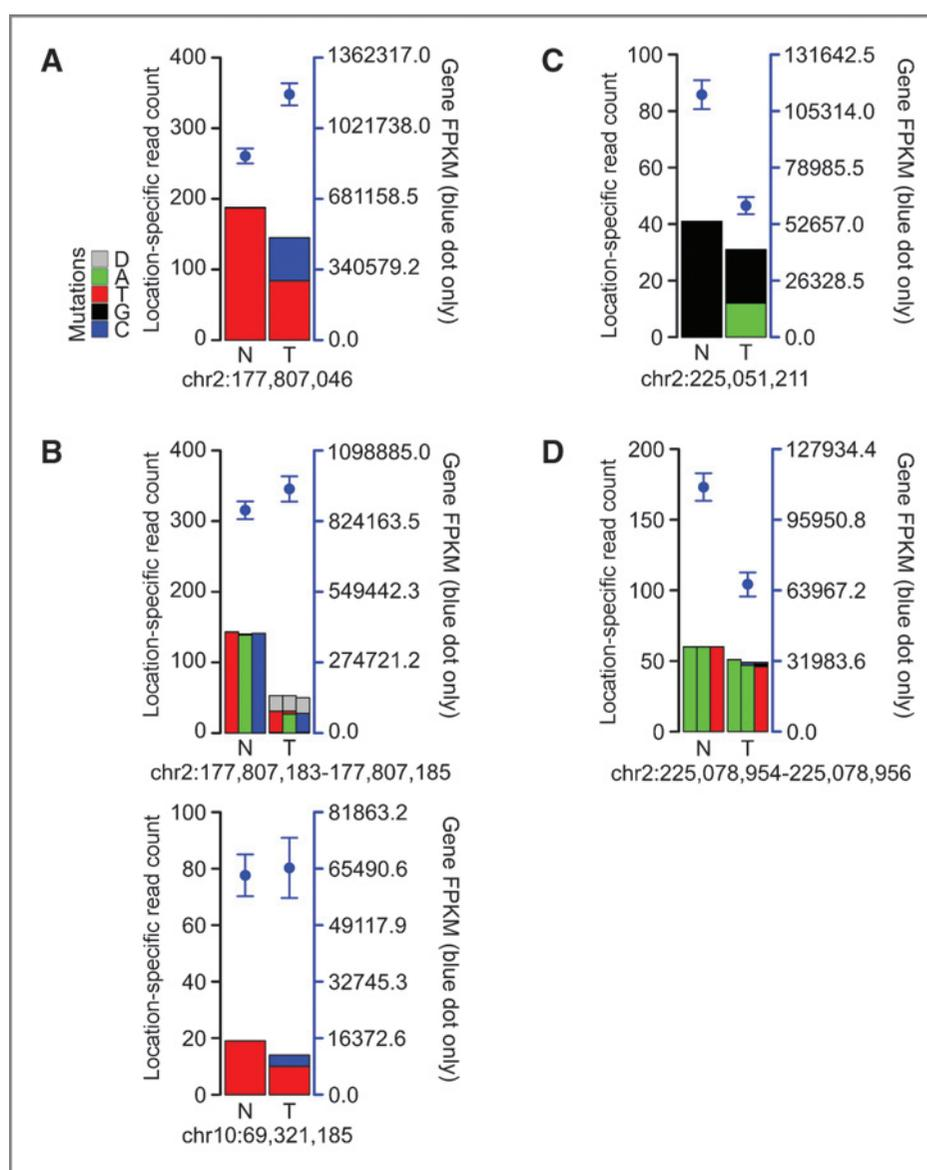 A
Location-specific read count
400
300
200
100
0
1362317.0
1021738.0
681158.5
340579.2
0.0
Gene FPKM (blue dot only)
Mutations
D
A
T
G
C
N T
chr2:177,807,046
C
Location-specific read count
100
80
60
40
20
0
131642.5
105314.0
78985.5
52657.0
26328.5
0.0
Gene FPKM (blue dot only)
N T
chr2:225,051,211
B
Location-specific read count
400
300
200
100
0
1098885.0
824163.5
549442.3
274721.2
0.0
Gene FPKM (blue dot only)
N T
chr2:177,807,183-177,807,185
D
Location-specific read count
200
150
100
50
0
127934.4
95950.8
63967.2
31983.6
0.0
Gene FPKM (blue dot only)
N T
chr2:225,078,954-225,078,956
Location-specific read count
100
80
60
40
20
0
81863.2
65490.6
49117.9
32745.3
16372.6
0.0
Gene FPKM (blue dot only)
N T
chr10:69,321,185